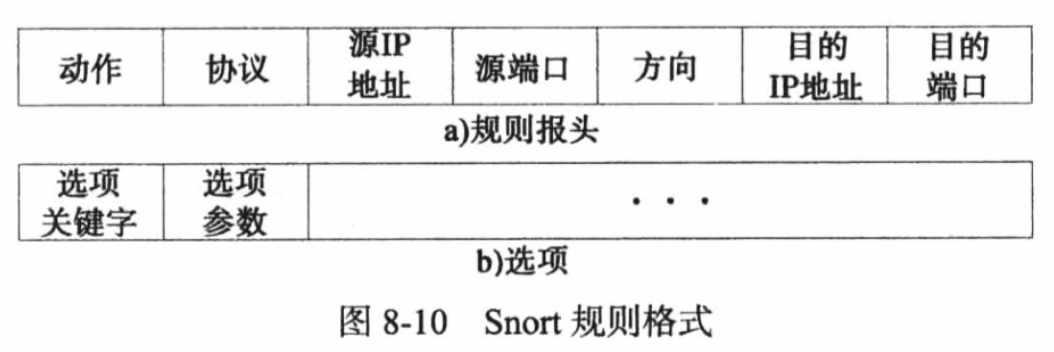 动作 协议 源IP地址 源端口 方向 目的IP地址 目的端口
a)规则报头
选项关键字 选项参数 ...
b)选项
图 8-10 Snort 规则格式